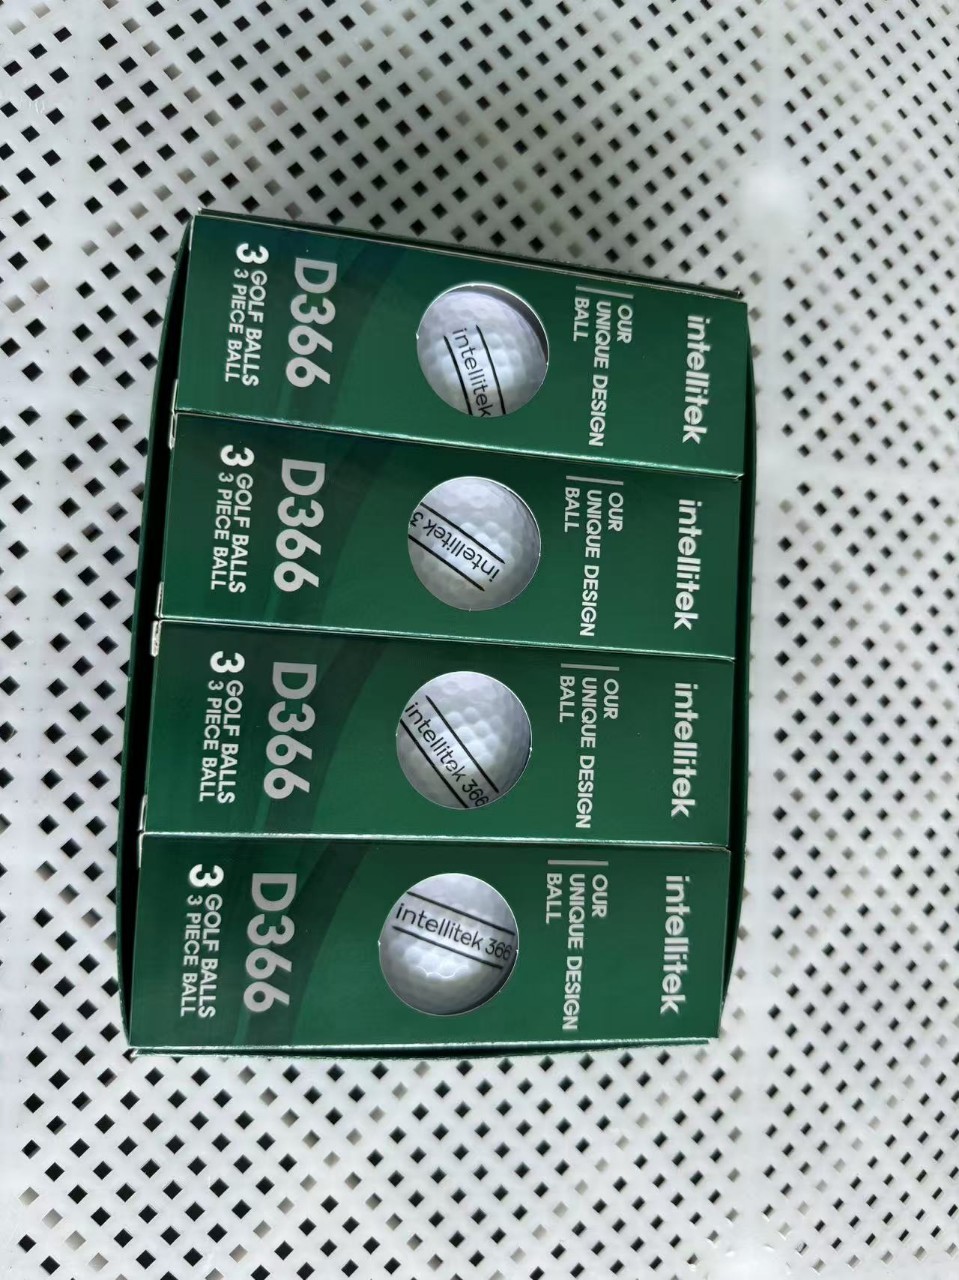 intellitek
OUR
UNIQUE DESIGN
BALL
intellitek
D366
3 GOLF BALLS
3 PIECE BALL
intellitek
OUR
UNIQUE DESIGN
BALL
intellitek 3
D366
3 GOLF BALLS
3 PIECE BALL
intellitek
OUR
UNIQUE DESIGN
BALL
intellitek 366
D366
3 GOLF BALLS
3 PIECE BALL
intellitek
OUR
UNIQUE DESIGN
BALL
intellitek 366
D366
3 GOLF BALLS
3 PIECE BALL